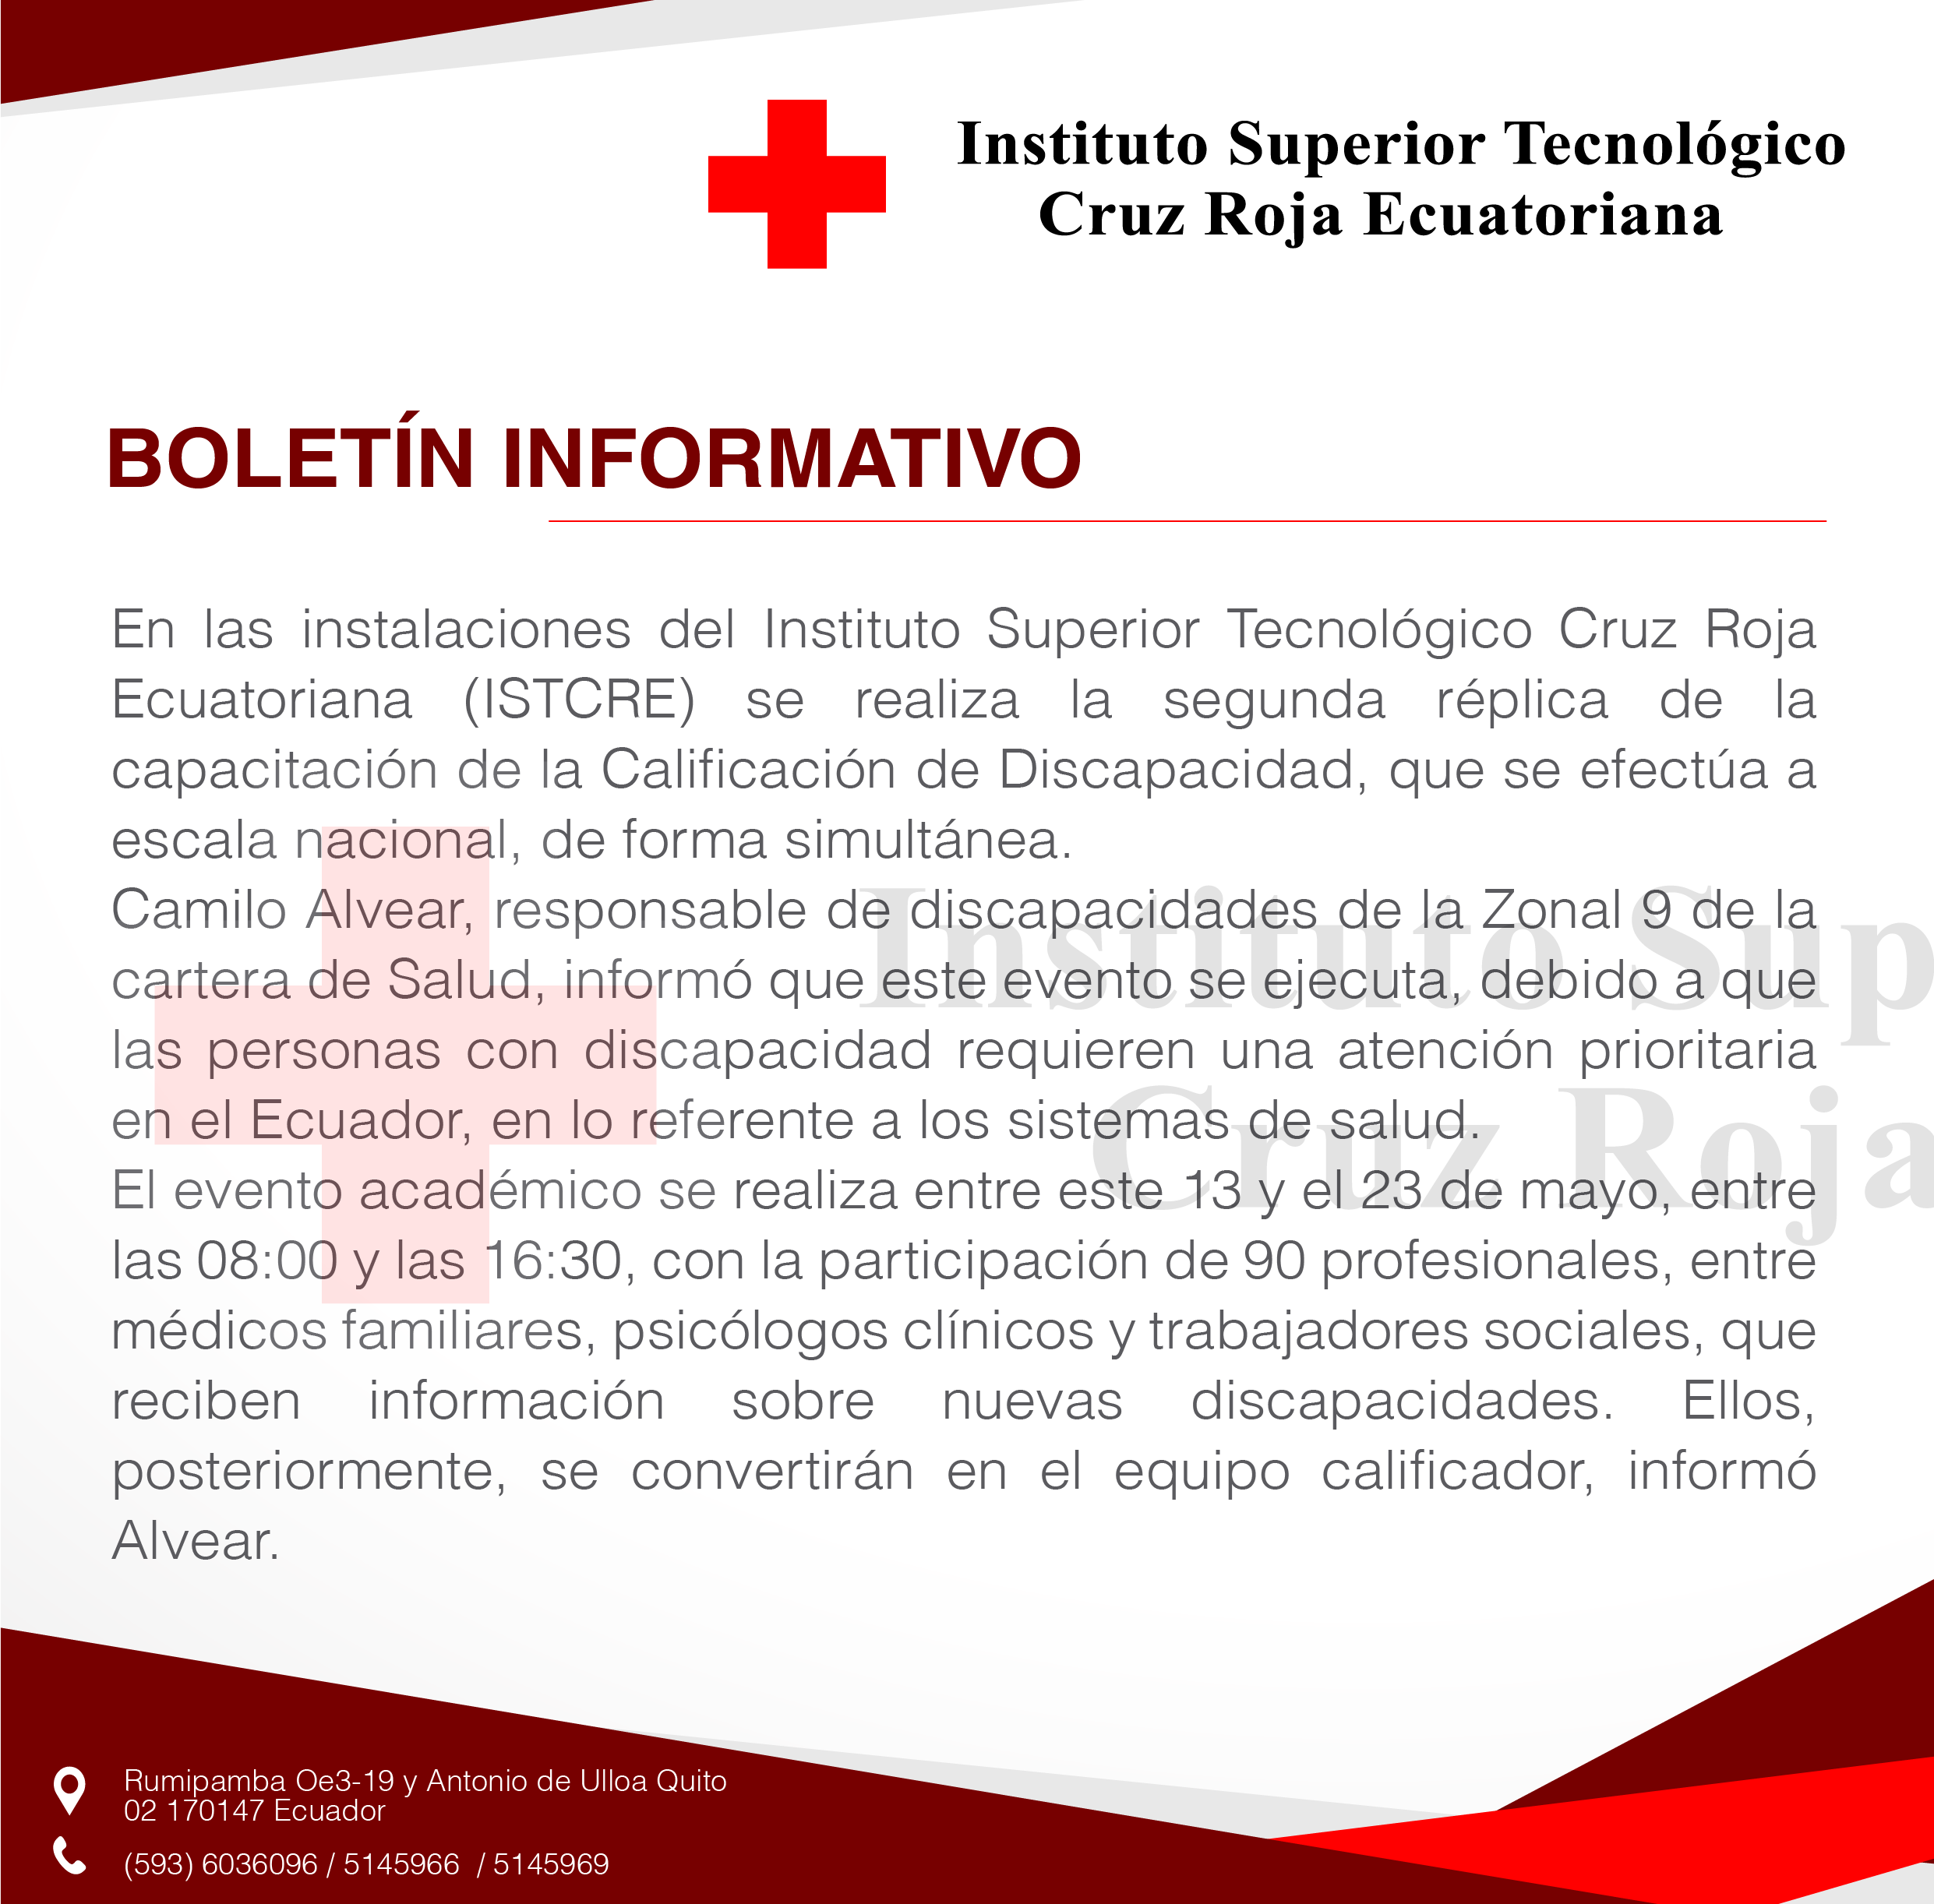 Instituto Superior Tecnológico
Cruz Roja Ecuatoriana
BOLETÍN INFORMATIVO
En las instalaciones del Instituto Superior Tecnológico Cruz Roja
Ecuatoriana (ISTCRE) se realiza la segunda réplica de la
capacitación de la Calificación de Discapacidad, que se efectúa a
escala nacional, de forma simultánea.
Camilo Alvear, responsable de discapacidades de la Zonal 9 de la
cartera de Salud, informó que este evento se ejecuta, debido a que
las personas con discapacidad requieren una atención prioritaria
en el Ecuador, en lo referente a los sistemas de salud.
El evento académico se realiza entre este 13 y el 23 de mayo, entre
las 08:00 y las 16:30, con la participación de 90 profesionales, entre
médicos familiares, psicólogos clínicos y trabajadores sociales, que
reciben información sobre nuevas discapacidades. Ellos,
posteriormente, se convertirán en el equipo calificador, informó
Alvear.
Instituto Sup
Cruz Roja
Rumipamba Oe3-19 y Antonio de Ulloa Quito
02 170147 Ecuador
(593) 6036096 / 5145966 / 5145969